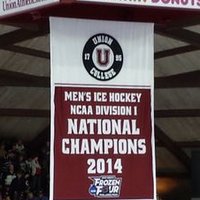 DONUTS
UNION
17 U 95
COLLEGE
MEN'S ICE HOCKEY
NCAA DIVISION I
NATIONAL
CHAMPIONS
2014
FROZEN
FOUR